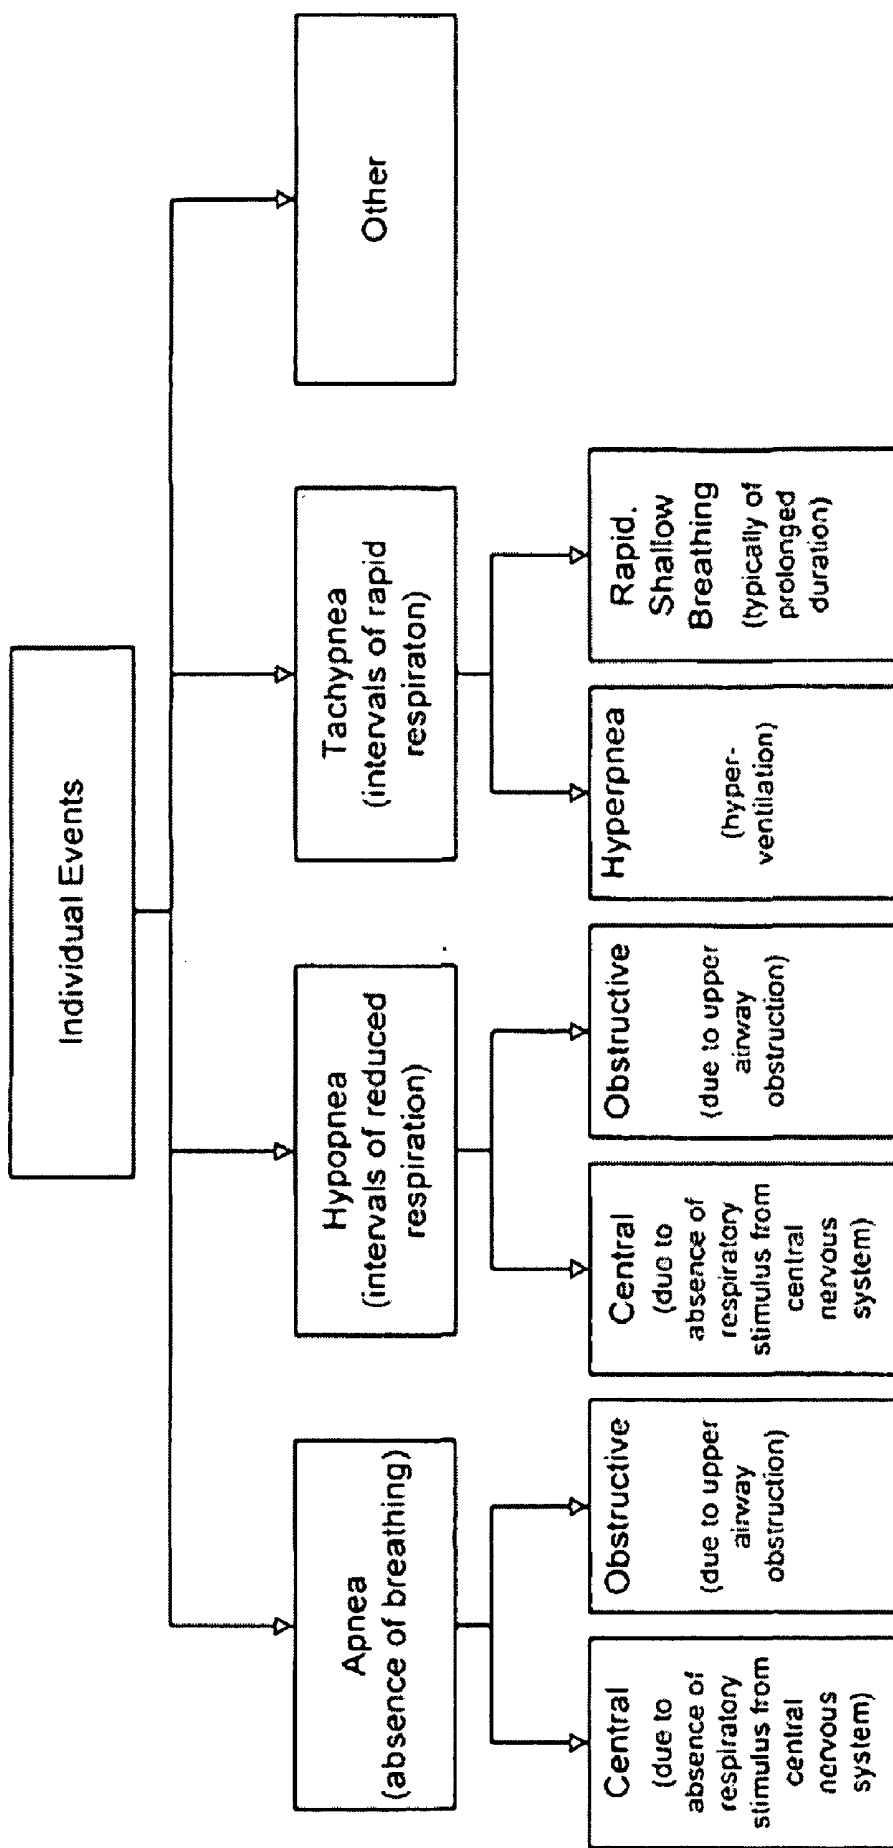 Individual Events
Apnea
(absence of breathing)
Hypopnea
(intervals of reduced
respiration)
Tachypnea
(intervals of rapid
respiraton)
Other
Central
(due to
absence of
respiratory
stimulus from
central
nervous
system)
Obstructive
(due to upper
airway
obstruction)
Central
(due to
absence of
respiratory
stimulus from
central
nervous
system)
Obstructive
(due to upper
airway
obstruction)
Hyperpnea
(hyper-
ventilation)
Rapid.
Shallow
Breathing
(typically of
prolonged
duration)